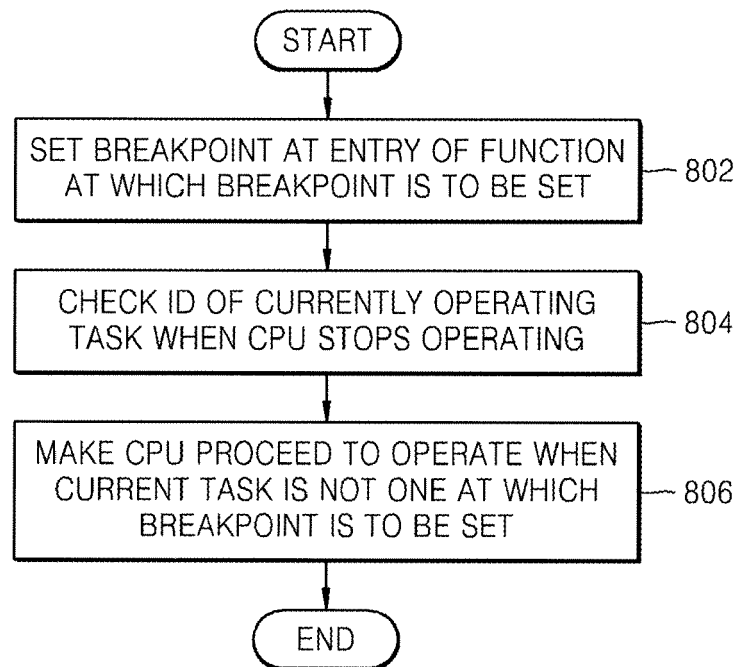 START
SET BREAKPOINT AT ENTRY OF FUNCTION
AT WHICH BREAKPOINT IS TO BE SET
802
CHECK ID OF CURRENTLY OPERATING
TASK WHEN CPU STOPS OPERATING
804
MAKE CPU PROCEED TO OPERATE WHEN
CURRENT TASK IS NOT ONE AT WHICH
BREAKPOINT IS TO BE SET
806
END